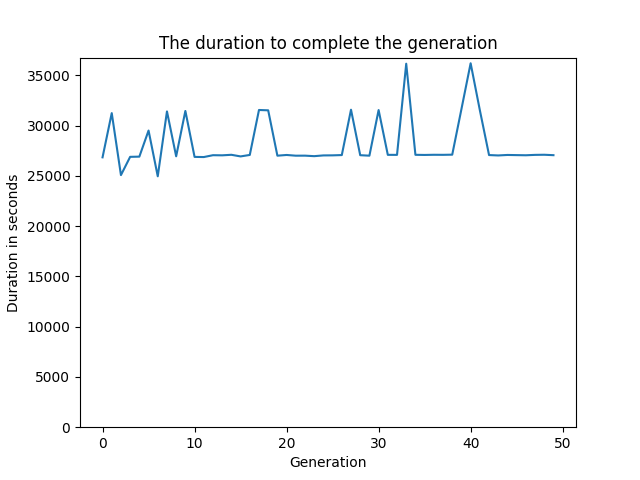 The duration to complete the generation
35000
30000
25000
20000
15000
10000
5000
0
Duration in seconds
0 10 20 30 40 50
Generation